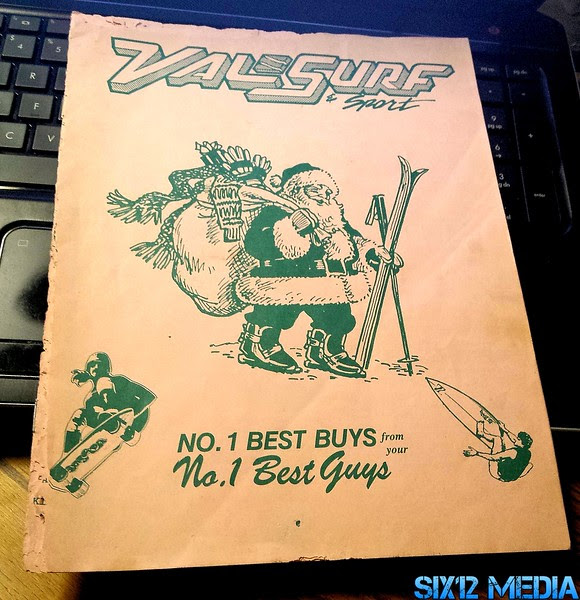 VAL SURF
& Sport
NO. 1 BEST BUYS from
your
No. 1 Best Guys
SIX12 MEDIA